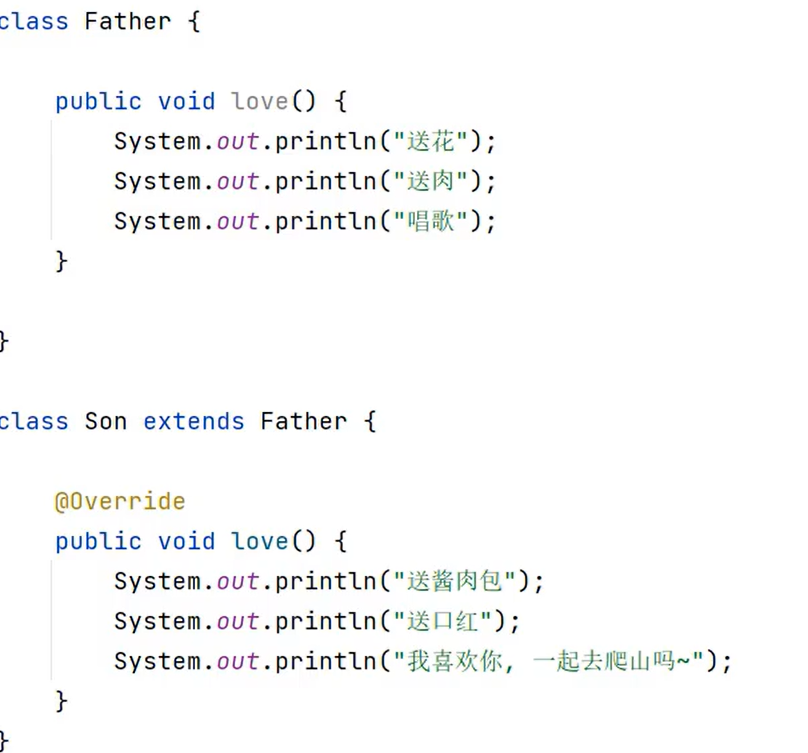 class Father {
public void love() {
System.out.println("送花");
System.out.println("送肉");
System.out.println("唱歌");
}
}
class Son extends Father {
@Override
public void love() {
System.out.println("送酱肉包");
System.out.println("送口红");
System.out.println("我喜欢你, 一起去爬山吗~");
}
}